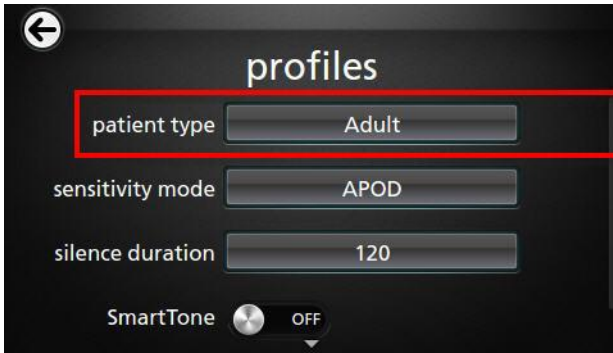 profiles
patient type Adult
sensitivity mode APOD
silence duration 120
SmartTone OFF